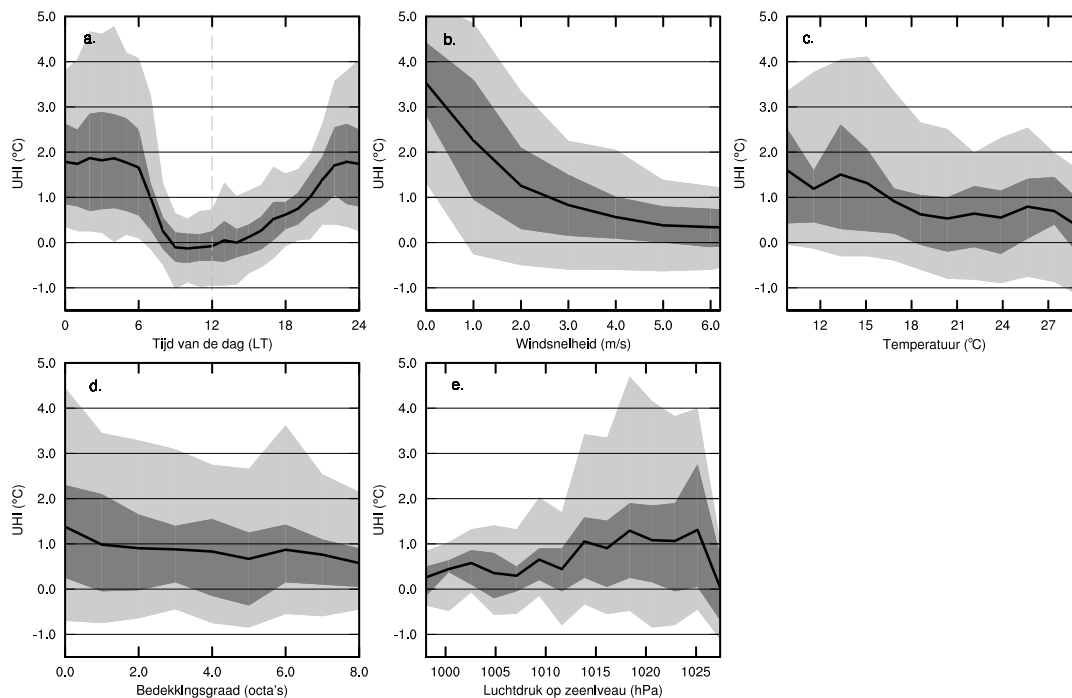 a.
5.0
4.0
3.0
2.0
1.0
0.0
-1.0
UHI (°C)
0 6 12 18 24
Tijd van de dag (LT)
b.
5.0
4.0
3.0
2.0
1.0
0.0
-1.0
UHI (°C)
0.0 1.0 2.0 3.0 4.0 5.0 6.0
Windsnelheid (m/s)
c.
5.0
4.0
3.0
2.0
1.0
0.0
-1.0
UHI (°C)
12 15 18 21 24 27
Temperatuur (°C)
d.
5.0
4.0
3.0
2.0
1.0
0.0
-1.0
UHI (°C)
0.0 2.0 4.0 6.0 8.0
Bedekkingsgraad (octa's)
e.
5.0
4.0
3.0
2.0
1.0
0.0
-1.0
UHI (°C)
1000 1005 1010 1015 1020 1025
Luchtdruk op zeeniveau (hPa)